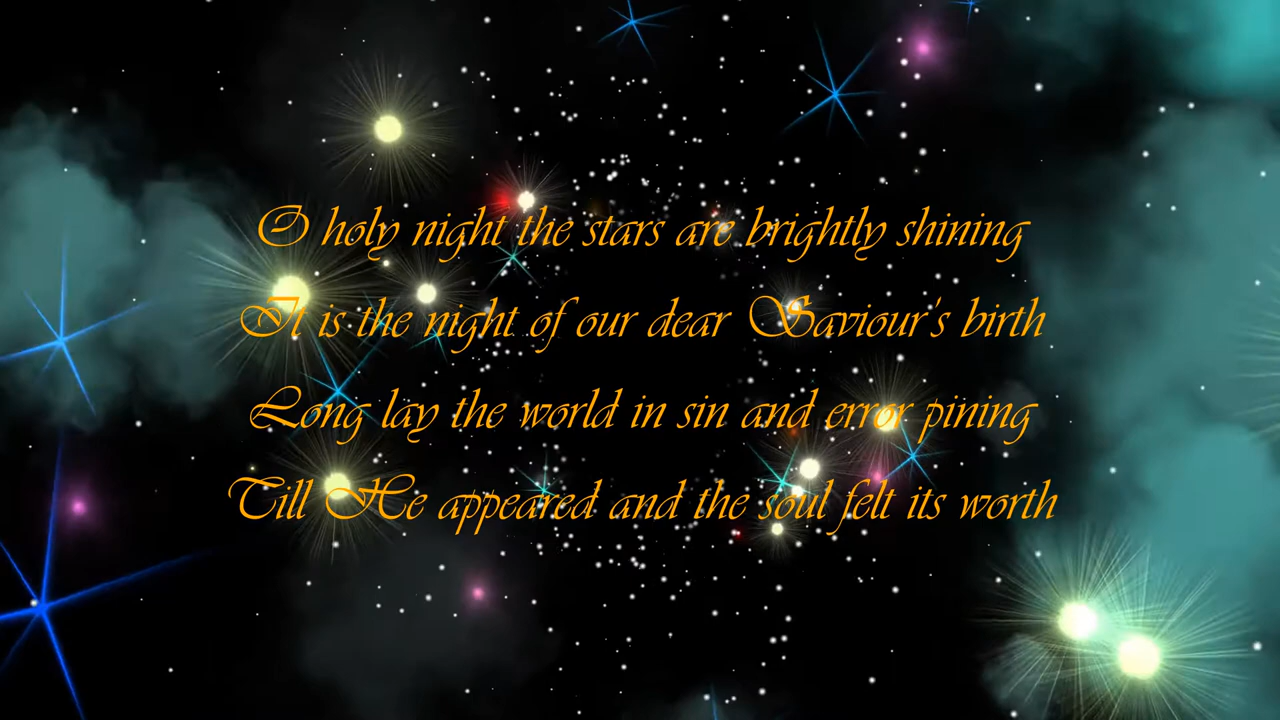 O holy night the stars are brightly shining
It is the night of our dear Saviour's birth
Long lay the world in sin and error pining
Till He appeared and the soul felt its worth